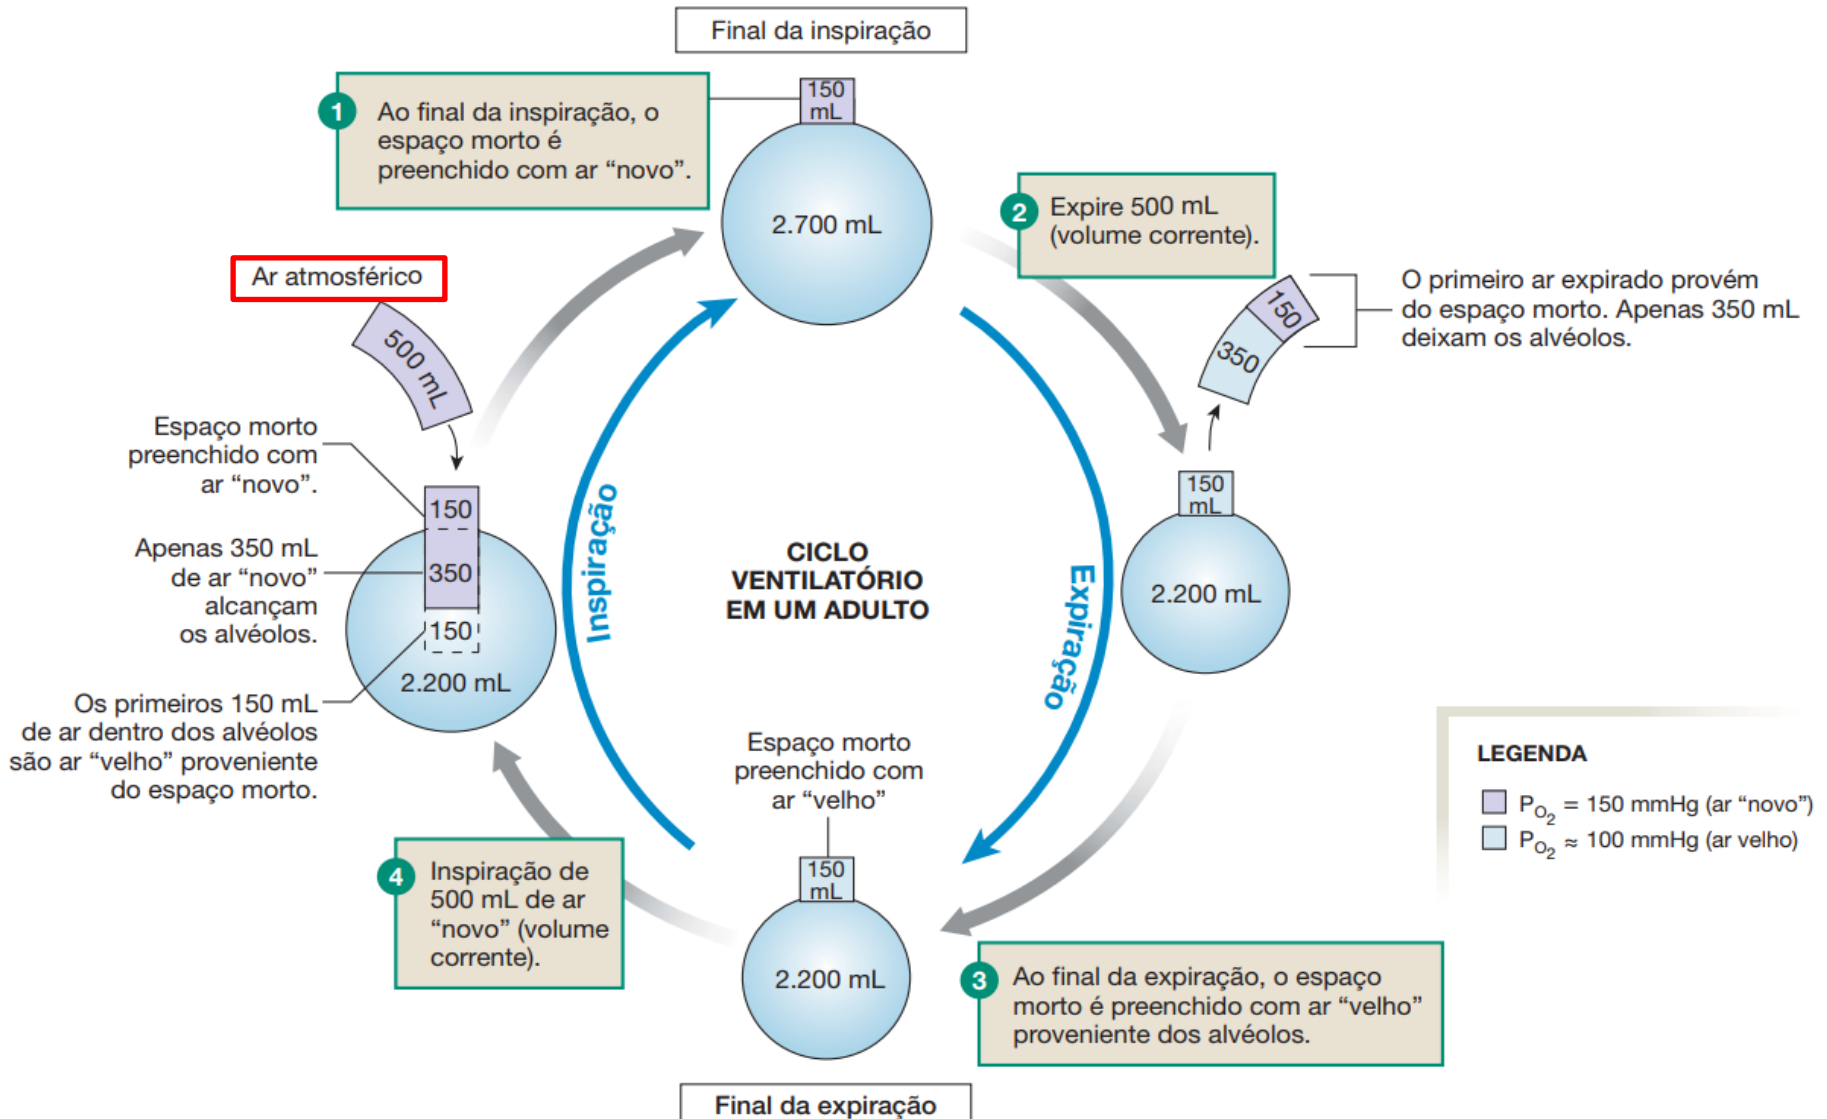 Final da inspiração
150
mL
1
Ao final da inspiração, o
espaço morto é
preenchido com ar “novo”.
2.700 mL
2
Expire 500 mL
(volume corrente).
Ar atmosférico
500 mL
150
350
O primeiro ar expirado provém
do espaço morto. Apenas 350 mL
deixam os alvéolos.
Espaço morto
preenchido com
ar “novo”.
150
Apenas 350 mL
de ar “novo”
alcançam
os alvéolos.
350
150
2.200 mL
Os primeiros 150 mL
de ar dentro dos alvéolos
são ar “velho” proveniente
do espaço morto.
Inspiração
CICLO
VENTILATÓRIO
EM UM ADULTO
Expiração
150
mL
2.200 mL
Espaço morto
preenchido com
ar “velho”
150
mL
2.200 mL
LEGENDA
PO2 = 150 mmHg (ar “novo”)
PO2 ≈ 100 mmHg (ar velho)
4
Inspiração de
500 mL de ar
“novo” (volume
corrente).
3
Ao final da expiração, o espaço
morto é preenchido com ar “velho”
proveniente dos alvéolos.
Final da expiração